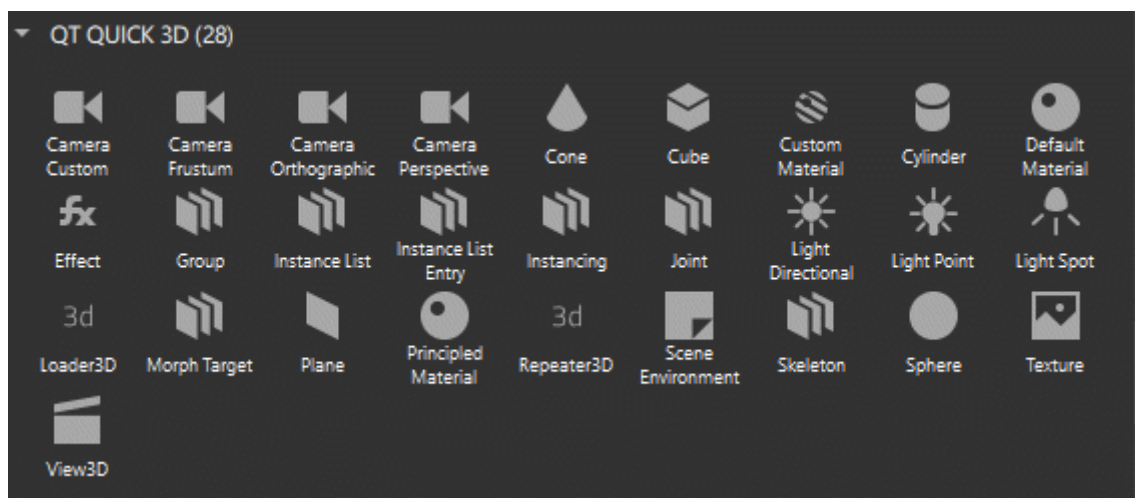 QT QUICK 3D (28)
Camera Custom
Camera Frustum
Camera Orthographic
Camera Perspective
Cone
Cube
Custom Material
Cylinder
Default Material
fx
Effect
Group
Instance List
Instance List Entry
Instancing
Joint
Light Directional
Light Point
Light Spot
3d
Loader3D
Morph Target
Plane
Principled Material
3d
Repeater3D
Scene Environment
Skeleton
Sphere
Texture
View3D